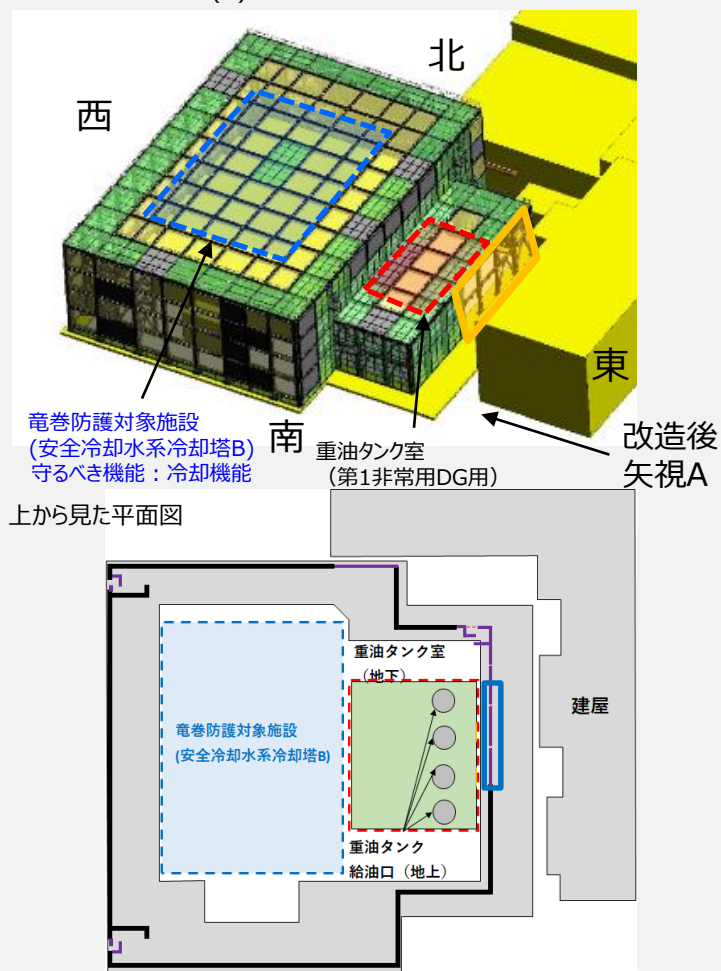 北
西
東
南
竜巻防護対象施設
(安全冷却水系冷却塔B)
守るべき機能：冷却機能
重油タンク室
（第1非常用DG用）
改造後
矢視A
上から見た平面図
重油タンク室
（地下）
竜巻防護対象施設
(安全冷却水系冷却塔B)
建屋
重油タンク
給油口（地上）